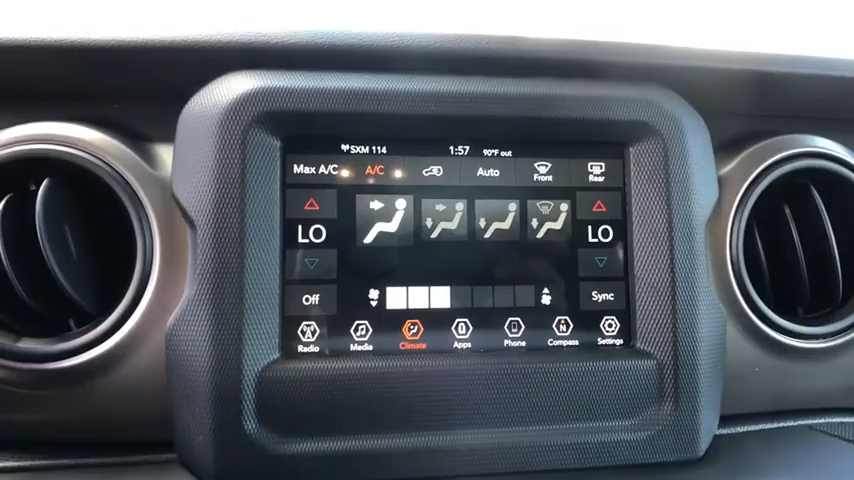 SXM 114 1:57 90°F out
Max A/C A/C Auto Front Rear
LO LO
Off Sync
Radio Media Climate Apps Phone Compass Settings